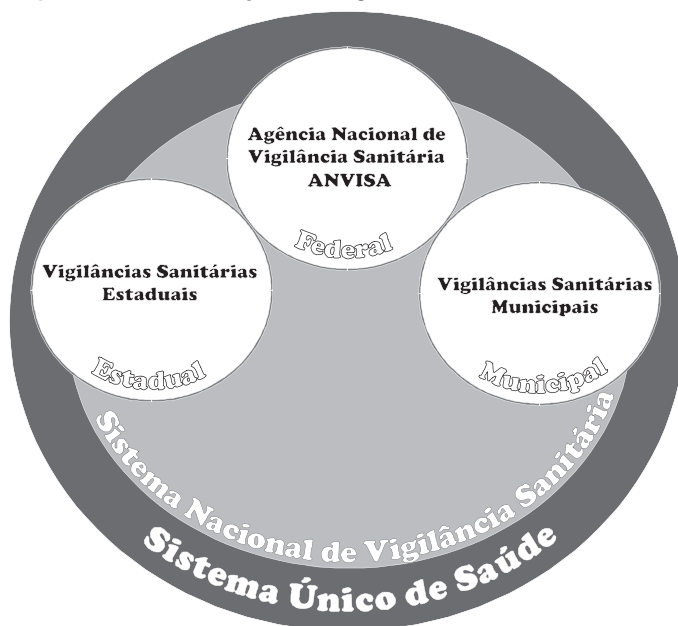 Agência Nacional de
Vigilância Sanitária
ANVISA
Federal
Vigilâncias Sanitárias
Estaduais
Estadual
Vigilâncias Sanitárias
Municipais
Municipal
Sistema Nacional de Vigilância Sanitária
Sistema Único de Saúde